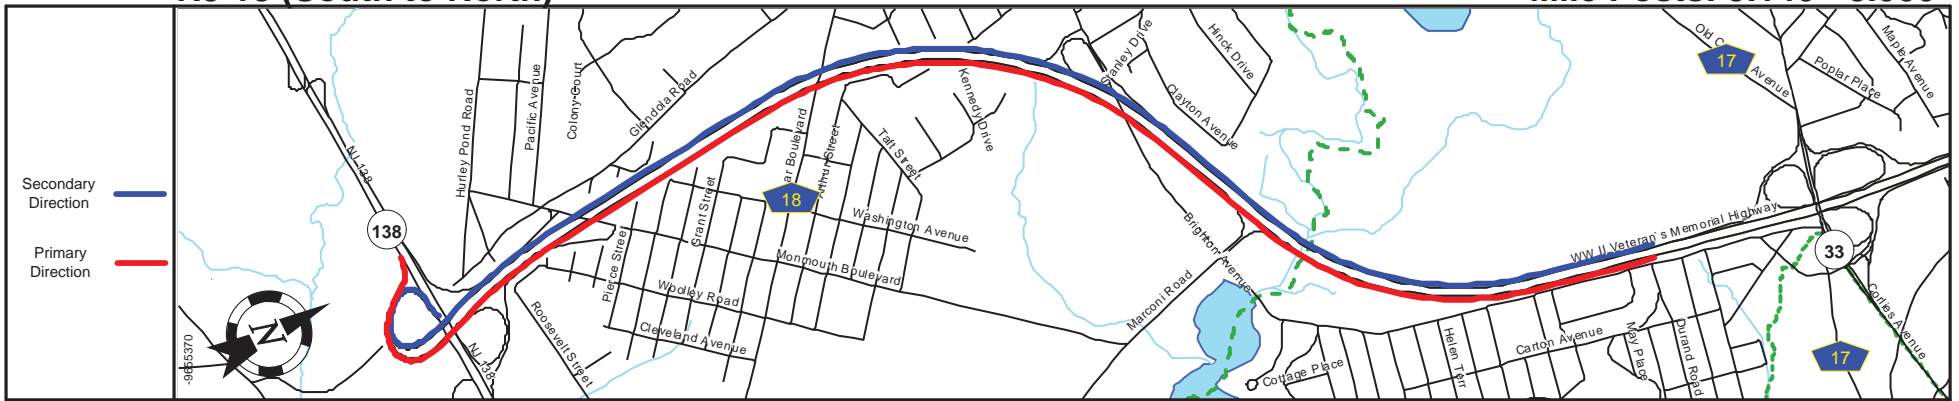 Secondary
Direction
Primary
Direction
NJ 138
138
NJ 138
-9655370
N
Hurley Pond Road
Pacific Avenue
Colony Court
Glendola Road
Roosevelt Street
Pierce Street
Grant Street
18
Arthur Street
Taft Street
Kennedy Drive
Washington Avenue
Monmouth Boulevard
Woolley Road
Cleveland Avenue
Stanley Drive
Hinck Drive
Clayton Avenue
Brighton Avenue
Marconi Road
Cottage Place
Helen Terr
Carton Avenue
May Place
Durand Road
WW II Veteran's Memorial Highway
17
Avenue
Poplar Place
Maple Avenue
33
Corlies Avenue
17